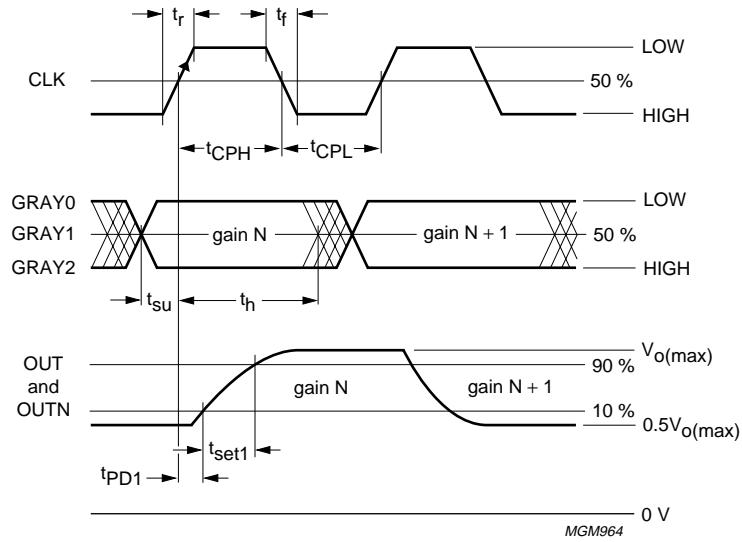 tr
tf
LOW
CLK
50 %
HIGH
tCPH
tCPL
GRAY0
LOW
GRAY1
gain N
gain N + 1
50 %
GRAY2
HIGH
tsu
th
Vo(max)
OUT
and
OUTN
90 %
gain N
gain N + 1
10 %
0.5Vo(max)
tset1
tPD1
0 V
MGM964